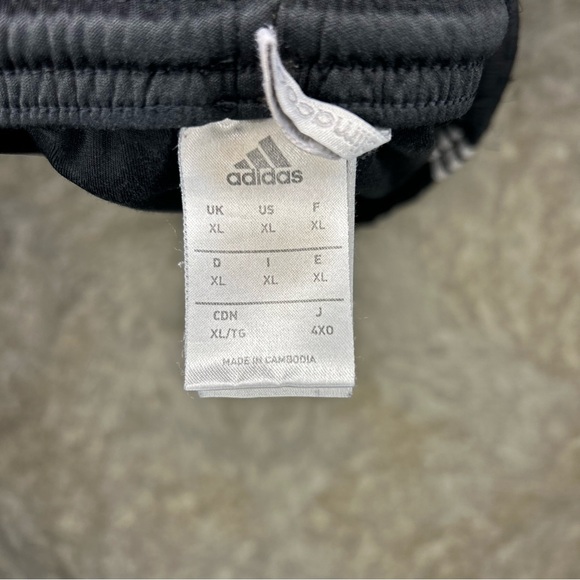 adidas
UK US F
XL XL XL
D I E
XL XL XL
CDN J
XL/TG 4XO
MADE IN CAMBODIA